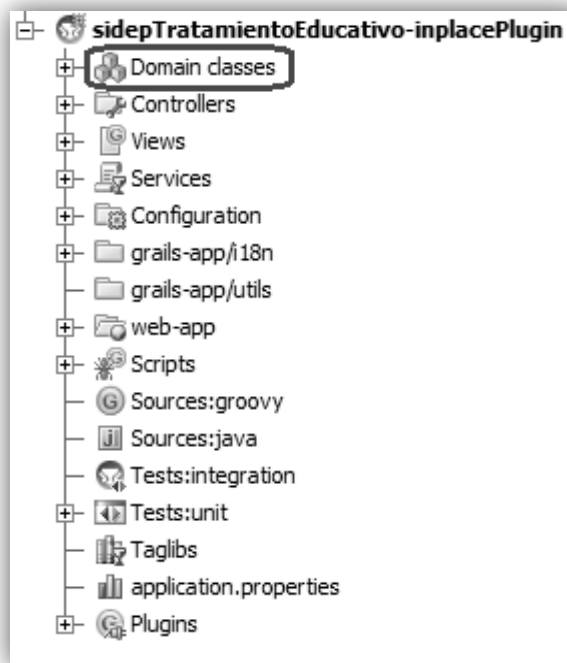 sidepTratamientoEducativo-inplacePlugin
Domain classes
Controllers
Views
Services
Configuration
grails-app/i18n
grails-app/utils
web-app
Scripts
Sources:groovy
Sources:java
Tests:integration
Tests:unit
Taglibs
application.properties
Plugins